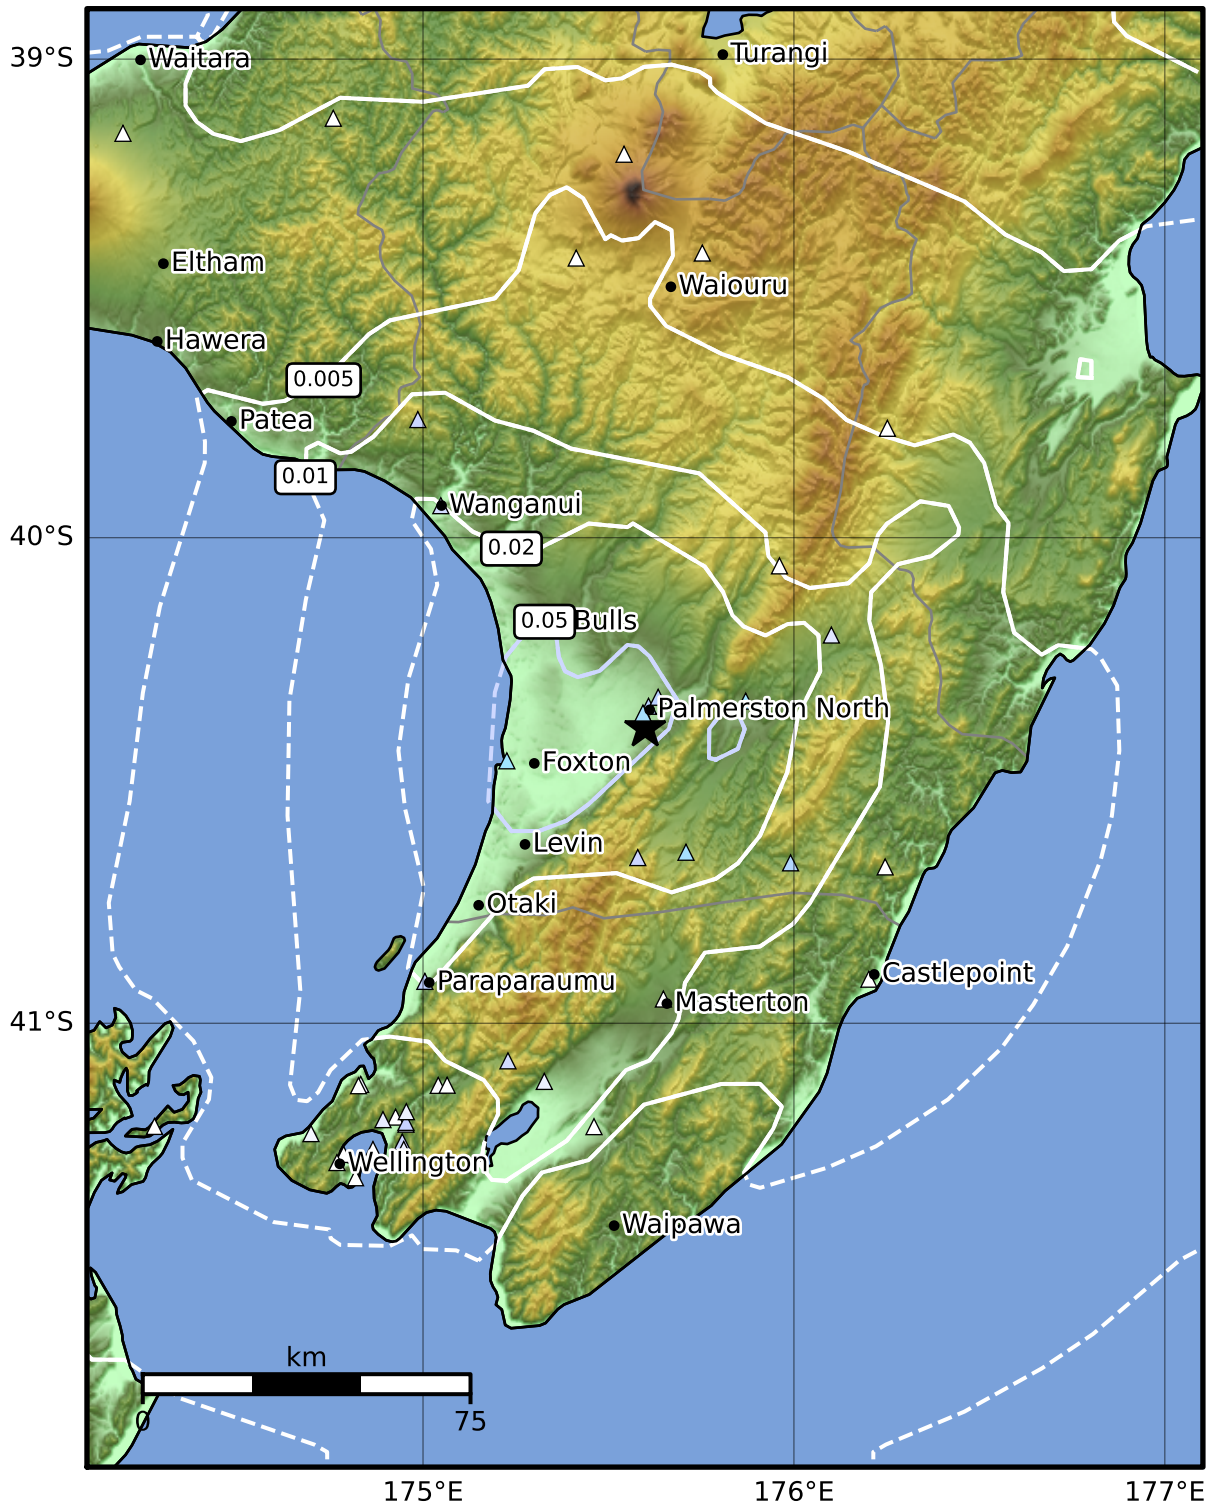 39°S
Turangi
Waitara
Eltham
Waiouru
Hawera
0.005
Patea
0.01
Wanganui
40°S
0.02
0.05
Bulls
Palmerston North
Foxton
Levin
Otaki
Castlepoint
Paraparaumu
Masterton
41°S
Wellington
Waipawa
km
0
75
175°E
176°E
177°E